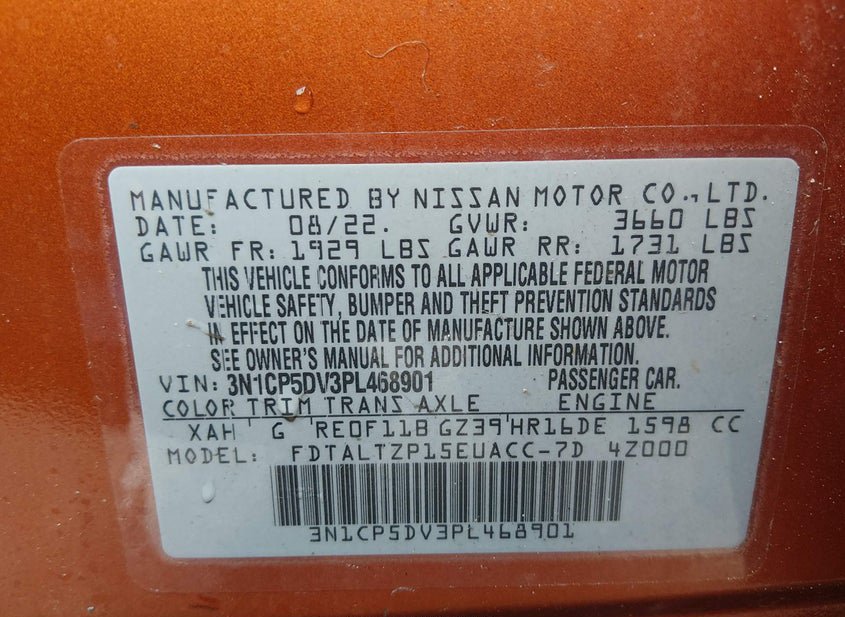 MANUFACTURED BY NISSAN MOTOR CO., LTD.
DATE: 08/22. GVWR: 3660 LBS
GAWR FR: 1929 LBS GAWR RR: 1731 LBS
THIS VEHICLE CONFORMS TO ALL APPLICABLE FEDERAL MOTOR
VEHICLE SAFETY, BUMPER AND THEFT PREVENTION STANDARDS
IN EFFECT ON THE DATE OF MANUFACTURE SHOWN ABOVE.
SEE OWNER'S MANUAL FOR ADDITIONAL INFORMATION.
VIN: 3N1CP5DV3PL468901 PASSENGER CAR.
COLOR TRIM TRANS AXLE ENGINE
XAH G RE0F11B GZ39 HR16DE 1598 CC
MODEL: FDTALTZP15EUACC-7D 4Z000
3N1CP5DV3PL468901